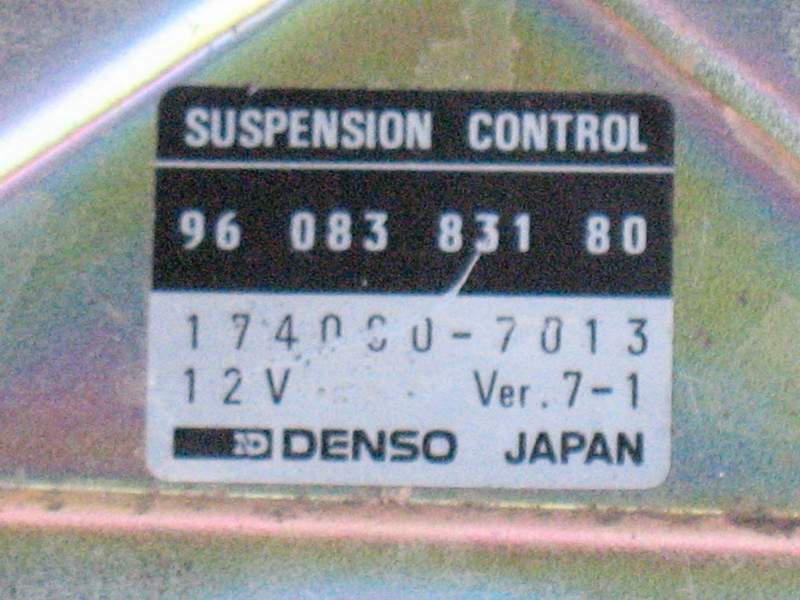 SUSPENSION CONTROL
96 083 831 80
174000-7013
12V Ver.7-1
DENSO JAPAN